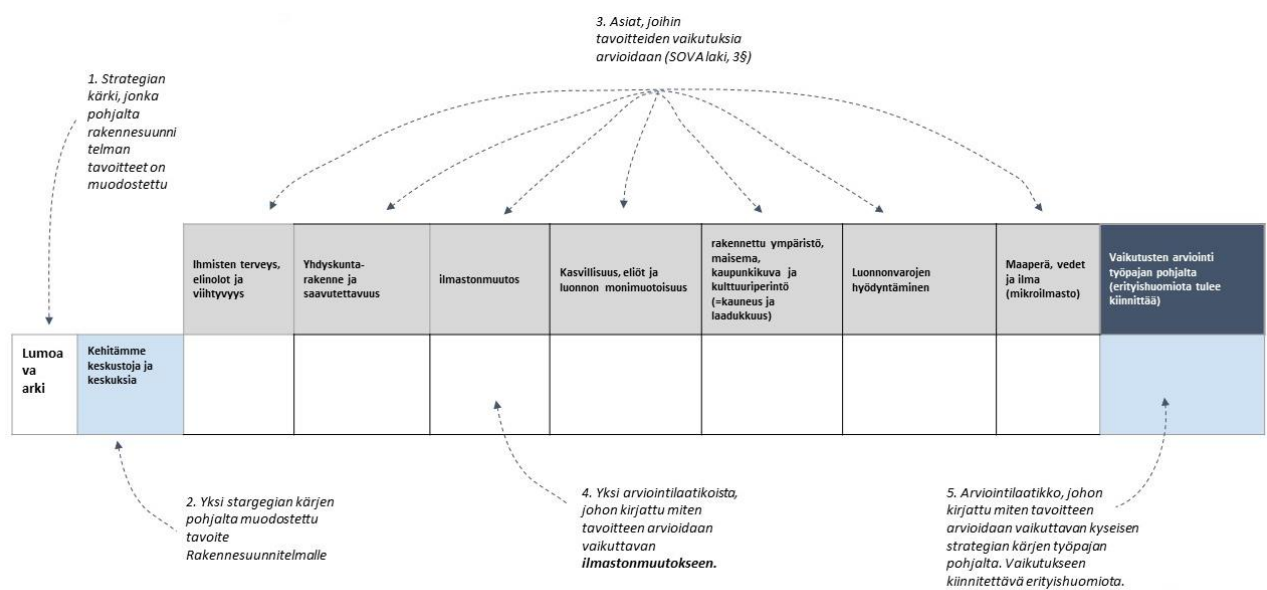 3. Asiat, joihin
tavoitteiden vaikutuksia
arvioidaan (SOVA laki, 3§)
1. Strategian
kärki, jonka
pohjalta
rakennesuunni
telman
tavoitteet on
muodostettu
Ihmisten terveys,
elinolot ja
viihtyvyys
Yhdyskunta-
rakenne ja
saavutettavuus
ilmastonmuutos
Kasvillisuus, eliöt ja
luonnon monimuotoisuus
rakennettu ympäristö,
maisema,
kaupunkikuva ja
kulttuuriperintö
(=kauneus ja
laadukkuus)
Luonnonvarojen
hyödyntäminen
Maaperä, vedet
ja ilma
(mikroilmasto)
Vaikutusten arviointi
työpajan pohjalta
(erityishuomiota tulee
kiinnittää)
Lumoa
va
arki
Kehitämme
keskustoja ja
keskuksia
2. Yksi stargegian kärjen
pohjalta muodostettu
tavoite
Rakennesuunnitelmalle
4. Yksi arviointilaatikoista,
johon kirjattu miten
tavoitteen arvioidaan
vaikuttavan
ilmastonmuutokseen.
5. Arviointilaatikko, johon
kirjattu miten tavoitteen
arvioidaan vaikuttavan kyseisen
strategian kärjen työpajan
pohjalta. Vaikutukseen
kiinnitettävä erityishuomiota.